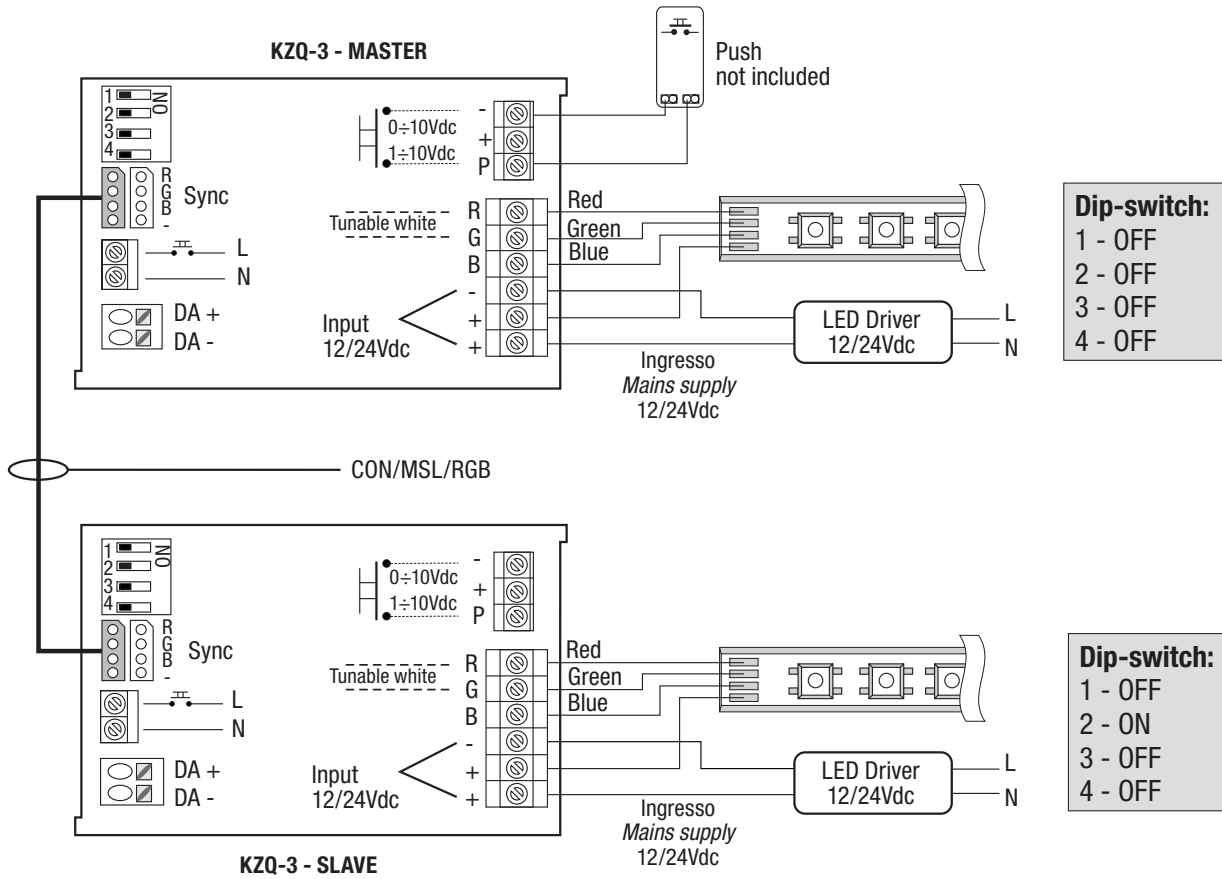 KZQ-3 - MASTER
Push
not included
1
2
3
4
ON
0÷10Vdc
1÷10Vdc
-
+
P
R
G
B
-
Sync
L
N
DA +
DA -
Tunable white
R
G
B
-
+
+
Input
12/24Vdc
Red
Green
Blue
LED Driver
12/24Vdc
L
N
Ingresso
Mains supply
12/24Vdc
Dip-switch:
1 - OFF
2 - OFF
3 - OFF
4 - OFF
CON/MSL/RGB
1
2
3
4
ON
0÷10Vdc
1÷10Vdc
-
+
P
R
G
B
-
Sync
L
N
DA +
DA -
Tunable white
R
G
B
-
+
+
Input
12/24Vdc
Red
Green
Blue
LED Driver
12/24Vdc
L
N
Ingresso
Mains supply
12/24Vdc
Dip-switch:
1 - OFF
2 - ON
3 - OFF
4 - OFF
KZQ-3 - SLAVE